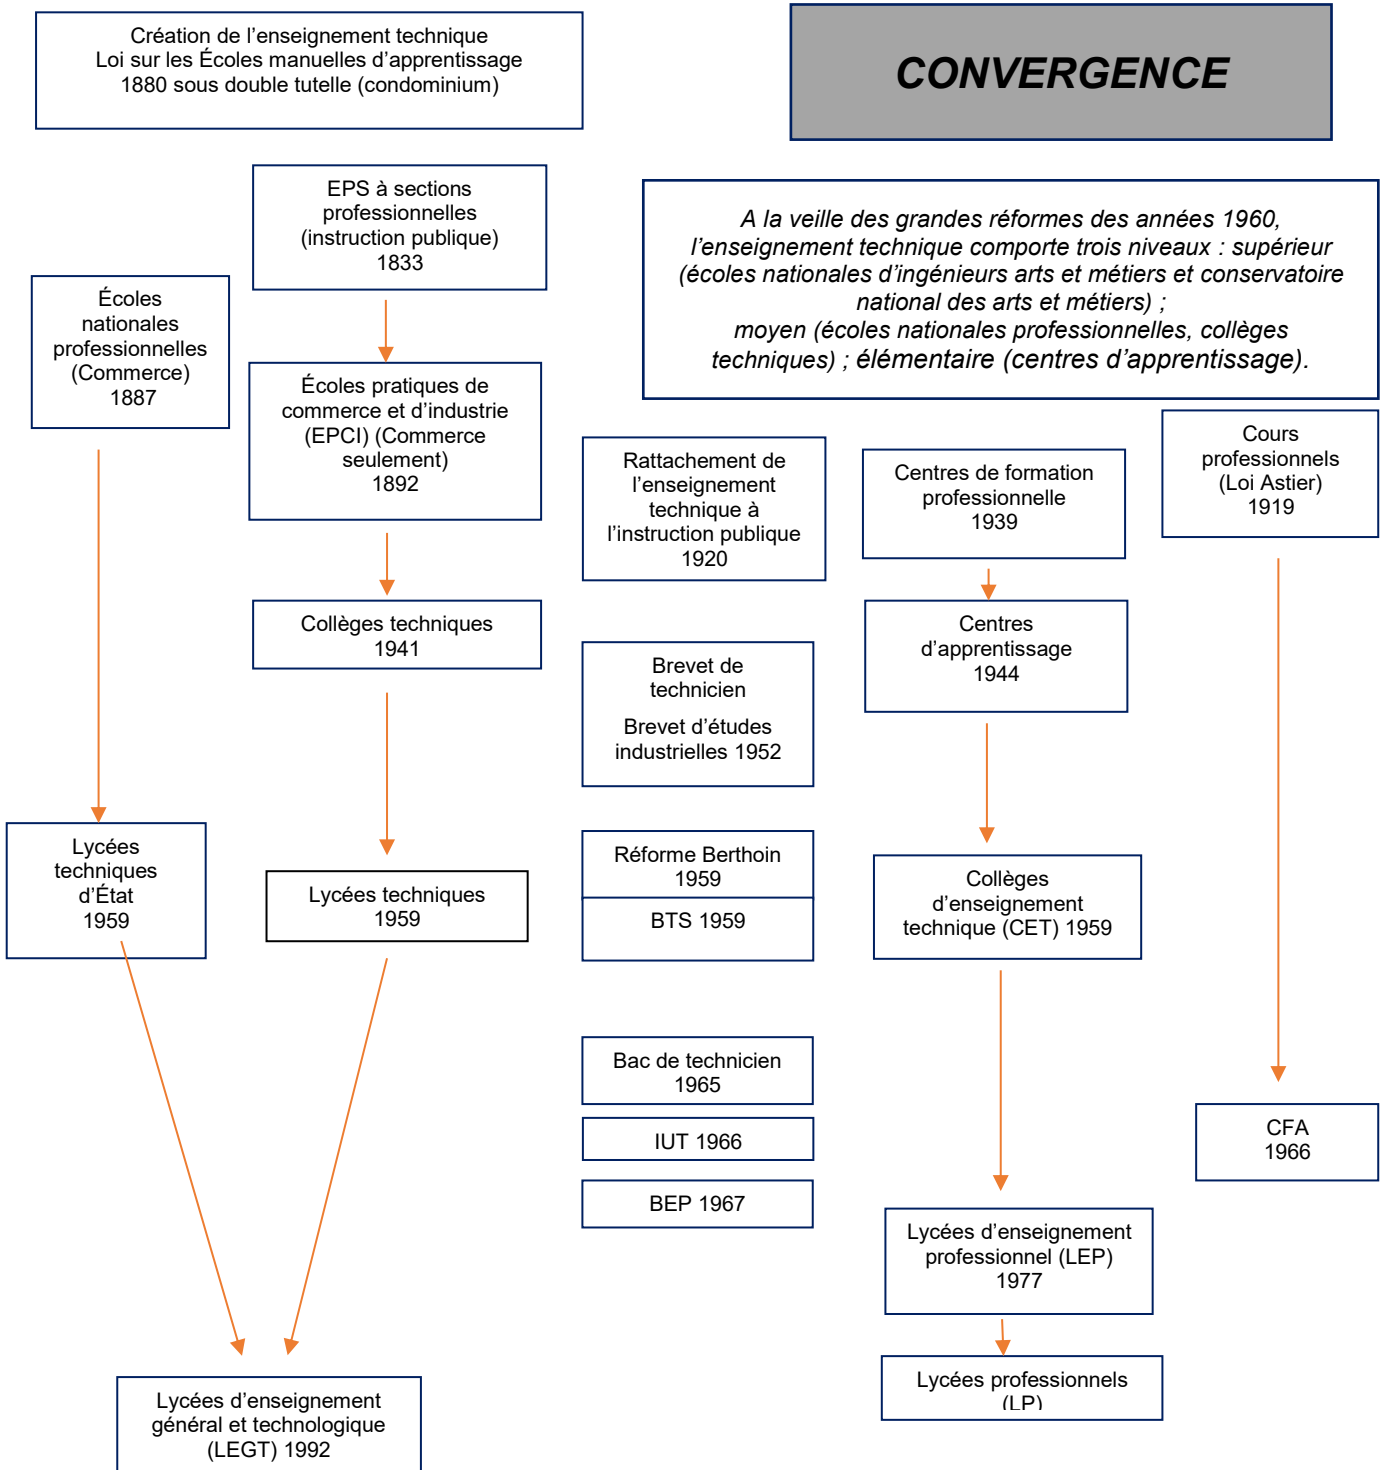 Création de l’enseignement technique
Loi sur les Écoles manuelles d’apprentissage
1880 sous double tutelle (condominium)
CONVERGENCE
EPS à sections
professionnelles
(instruction publique)
1833
A la veille des grandes réformes des années 1960,
l’enseignement technique comporte trois niveaux : supérieur
(écoles nationales d’ingénieurs arts et métiers et conservatoire
national des arts et métiers) ;
moyen (écoles nationales professionnelles, collèges
techniques) ; élémentaire (centres d’apprentissage).
Écoles
nationales
professionnelles
(Commerce)
1887
Écoles pratiques de
commerce et d’industrie
(EPCI) (Commerce
seulement)
1892
Rattachement de
l’enseignement
technique à
l’instruction publique
1920
Centres de formation
professionnelle
1939
Cours
professionnels
(Loi Astier)
1919
Collèges techniques
1941
Centres
d’apprentissage
1944
Brevet de
technicien
Brevet d’études
industrielles 1952
Lycées
techniques
d’État
1959
Lycées techniques
1959
Réforme Berthoin
1959
BTS 1959
Collèges
d’enseignement
technique (CET) 1959
Bac de technicien
1965
IUT 1966
BEP 1967
CFA
1966
Lycées d’enseignement
professionnel (LEP)
1977
Lycées professionnels
(LP)
Lycées d’enseignement
général et technologique
(LEGT) 1992